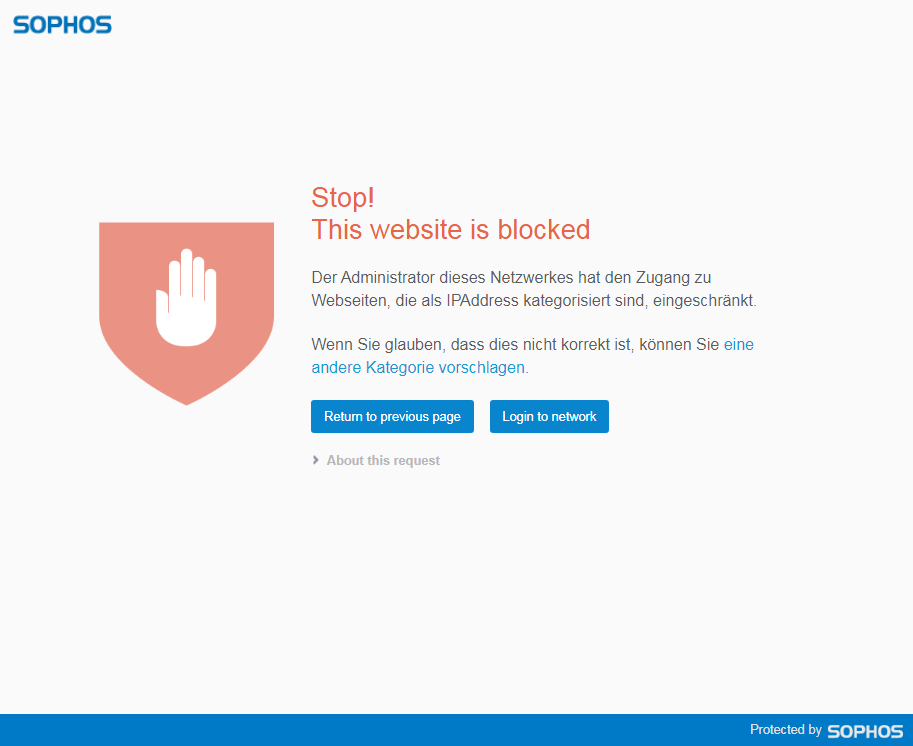 SOPHOS
Stop!
This website is blocked
Der Administrator dieses Netzwerkes hat den Zugang zu
Webseiten, die als IPAddress kategorisiert sind, eingeschränkt.
Wenn Sie glauben, dass dies nicht korrekt ist, können Sie eine
andere Kategorie vorschlagen.
Return to previous page Login to network
About this request
Protected by SOPHOS